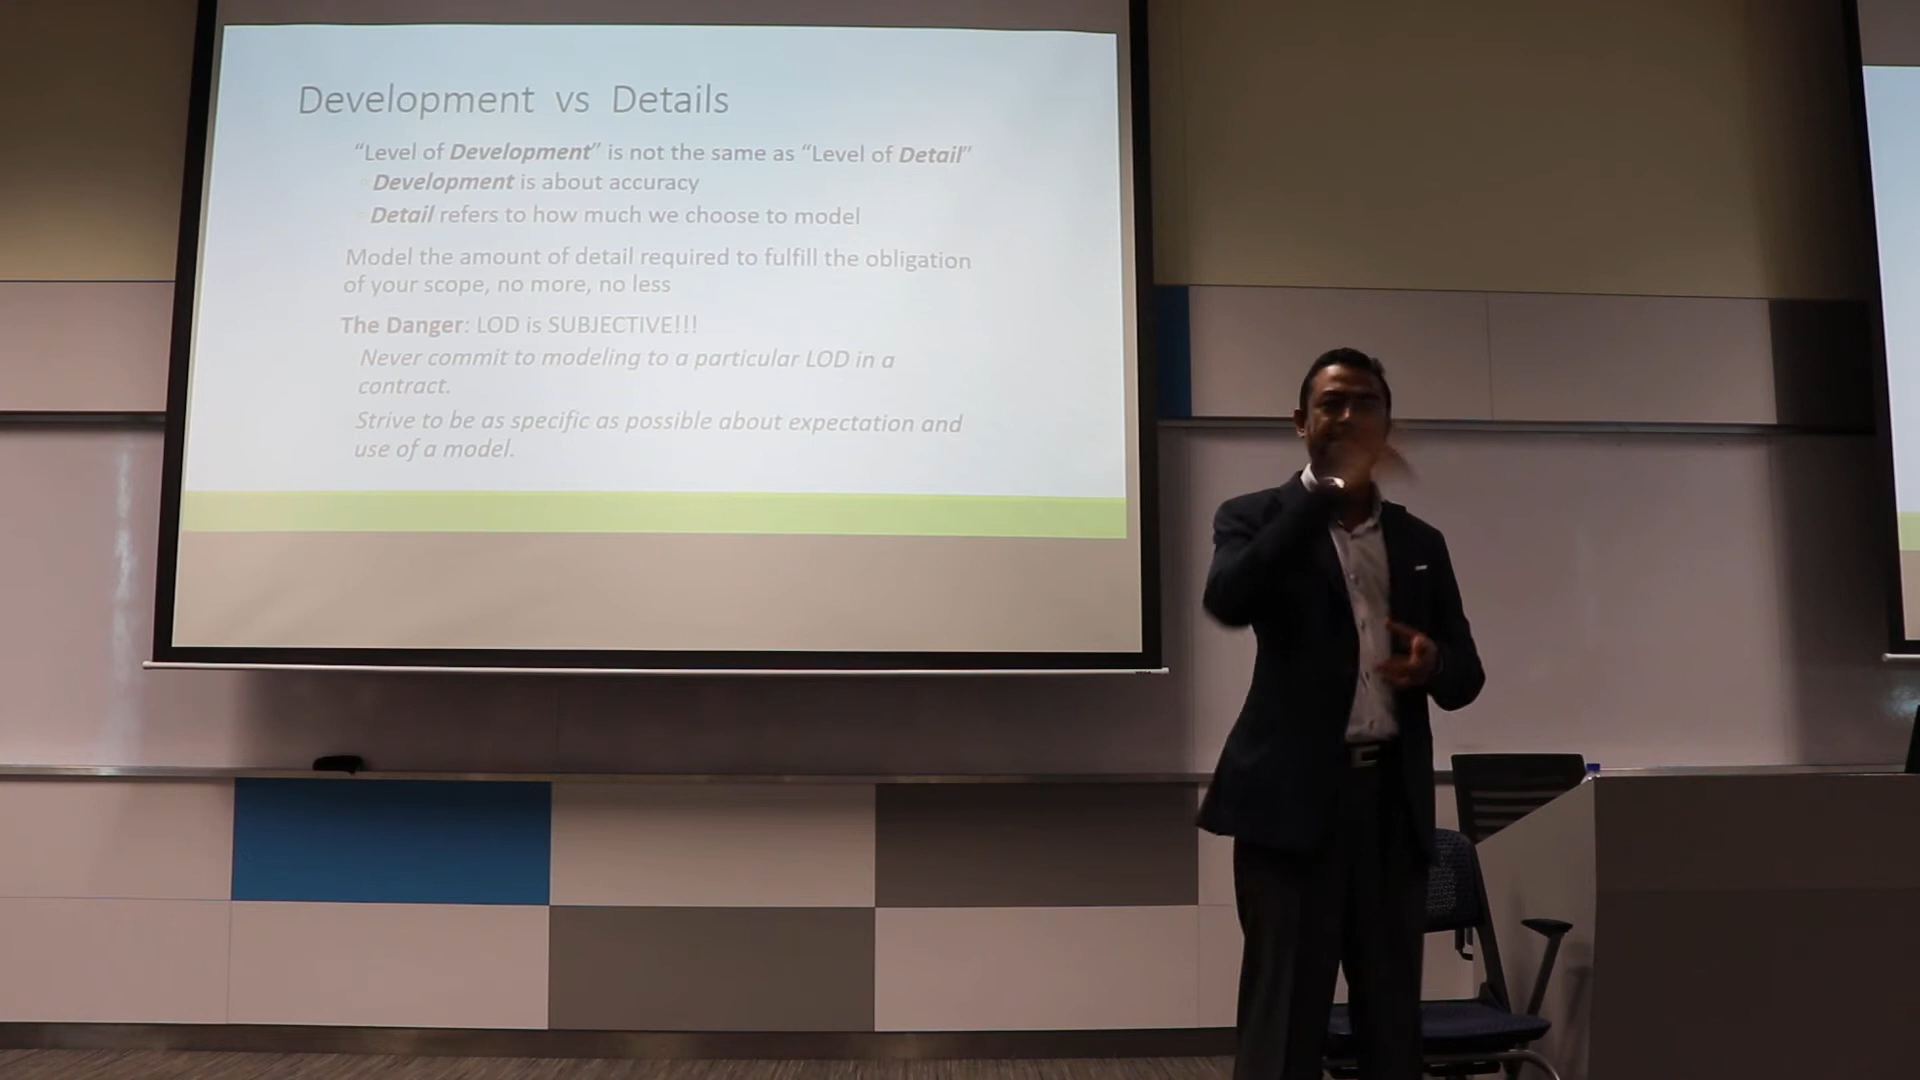 Development vs Details
“Level of Development” is not the same as “Level of Detail”
Development is about accuracy
Detail refers to how much we choose to model
Model the amount of detail required to fulfill the obligation
of your scope, no more, no less
The Danger: LOD is SUBJECTIVE!!!
Never commit to modeling to a particular LOD in a
contract.
Strive to be as specific as possible about expectation and
use of a model.